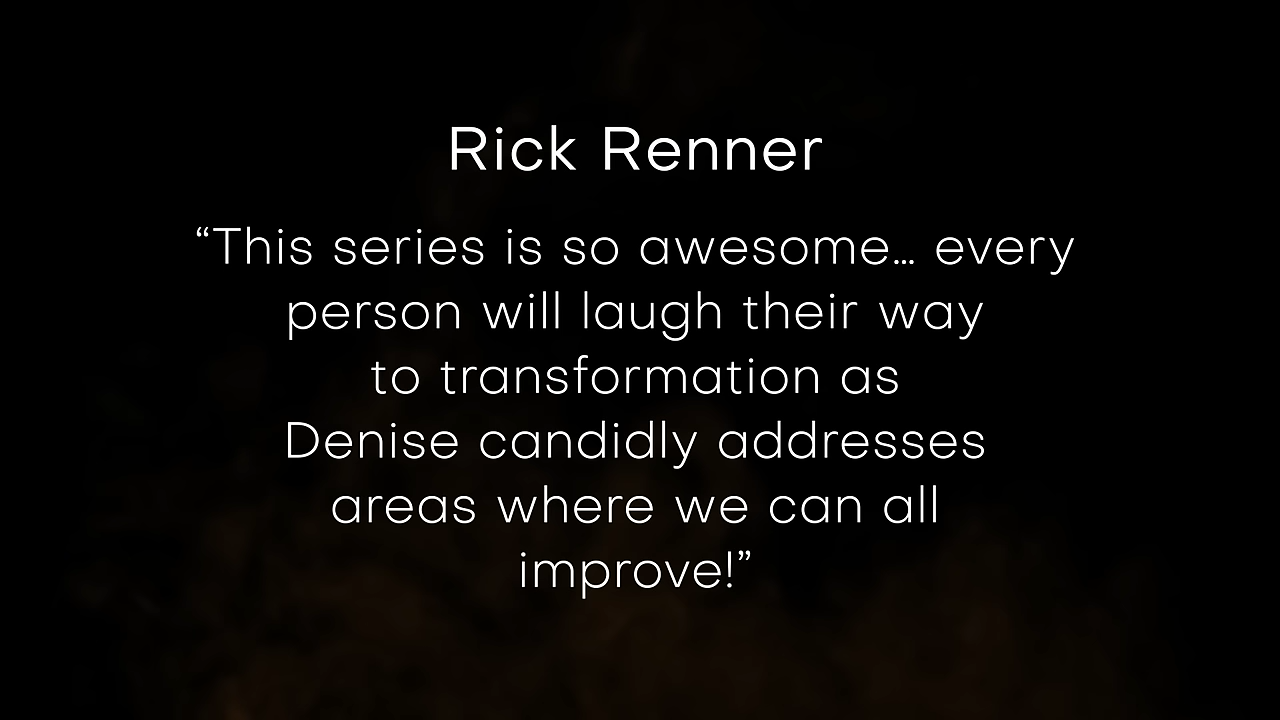 Rick Renner
“This series is so awesome… every
person will laugh their way
to transformation as
Denise candidly addresses
areas where we can all
improve!”